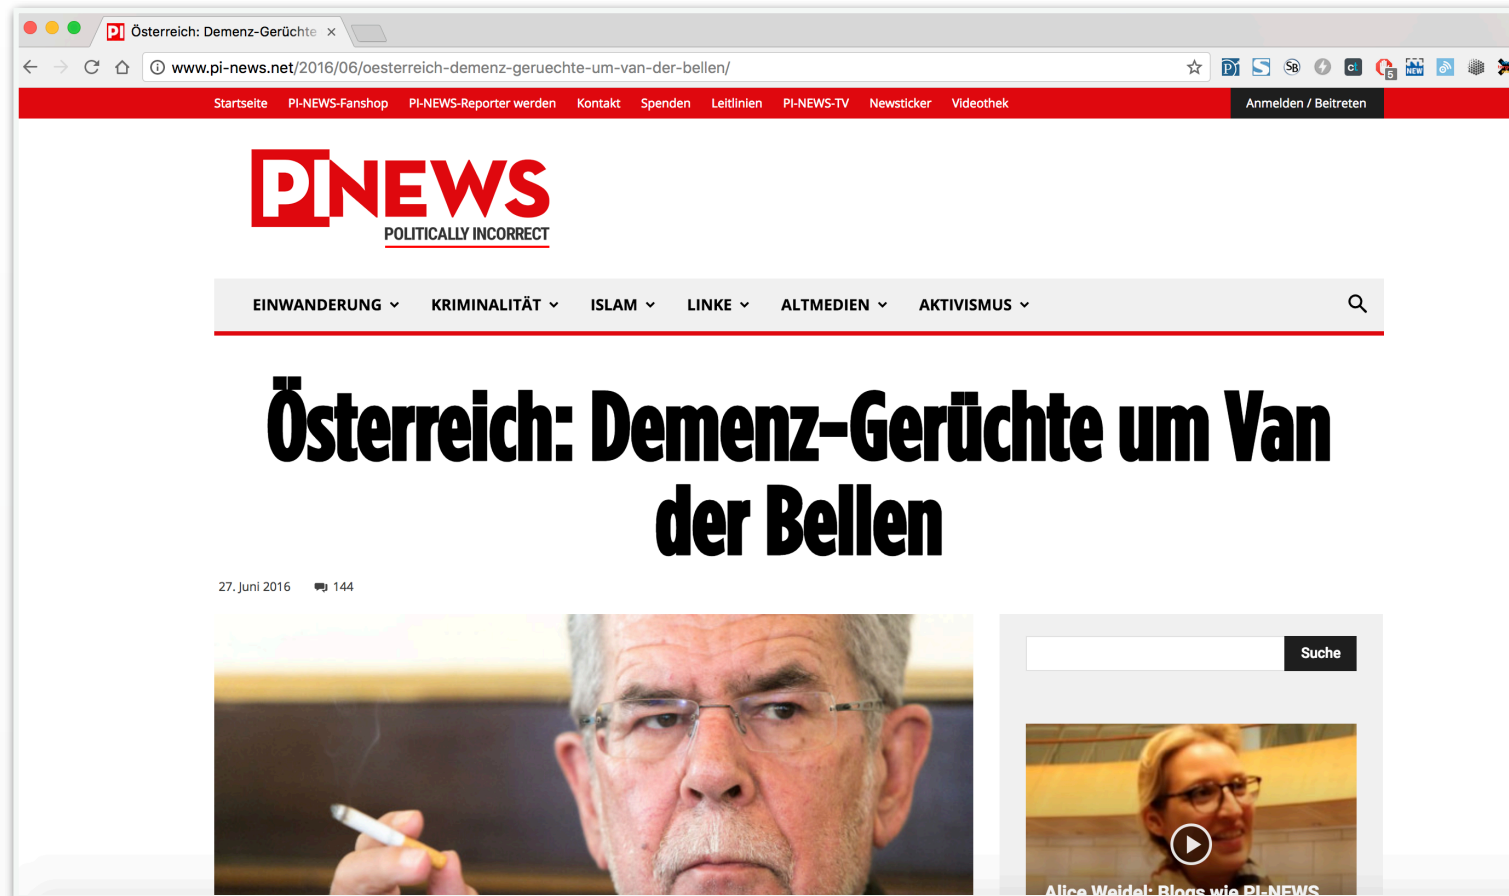 Österreich: Demenz-Gerüchte
www.pi-news.net/2016/06/oesterreich-demenz-geruechte-um-van-der-bellen/
5
NEW
Startseite PI-NEWS-Fanshop PI-NEWS-Reporter werden Kontakt Spenden Leitlinien PI-NEWS-TV Newsticker Videothek Anmelden / Beitreten
PINEWS
POLITICALLY INCORRECT
EINWANDERUNG KRIMINALITÄT ISLAM LINKE ALTMEDIEN AKTIVISMUS
Österreich: Demenz-Gerüchte um Van
der Bellen
27. Juni 2016 144
Suche
Alice Weidel: Blogs wie PI-NEWS